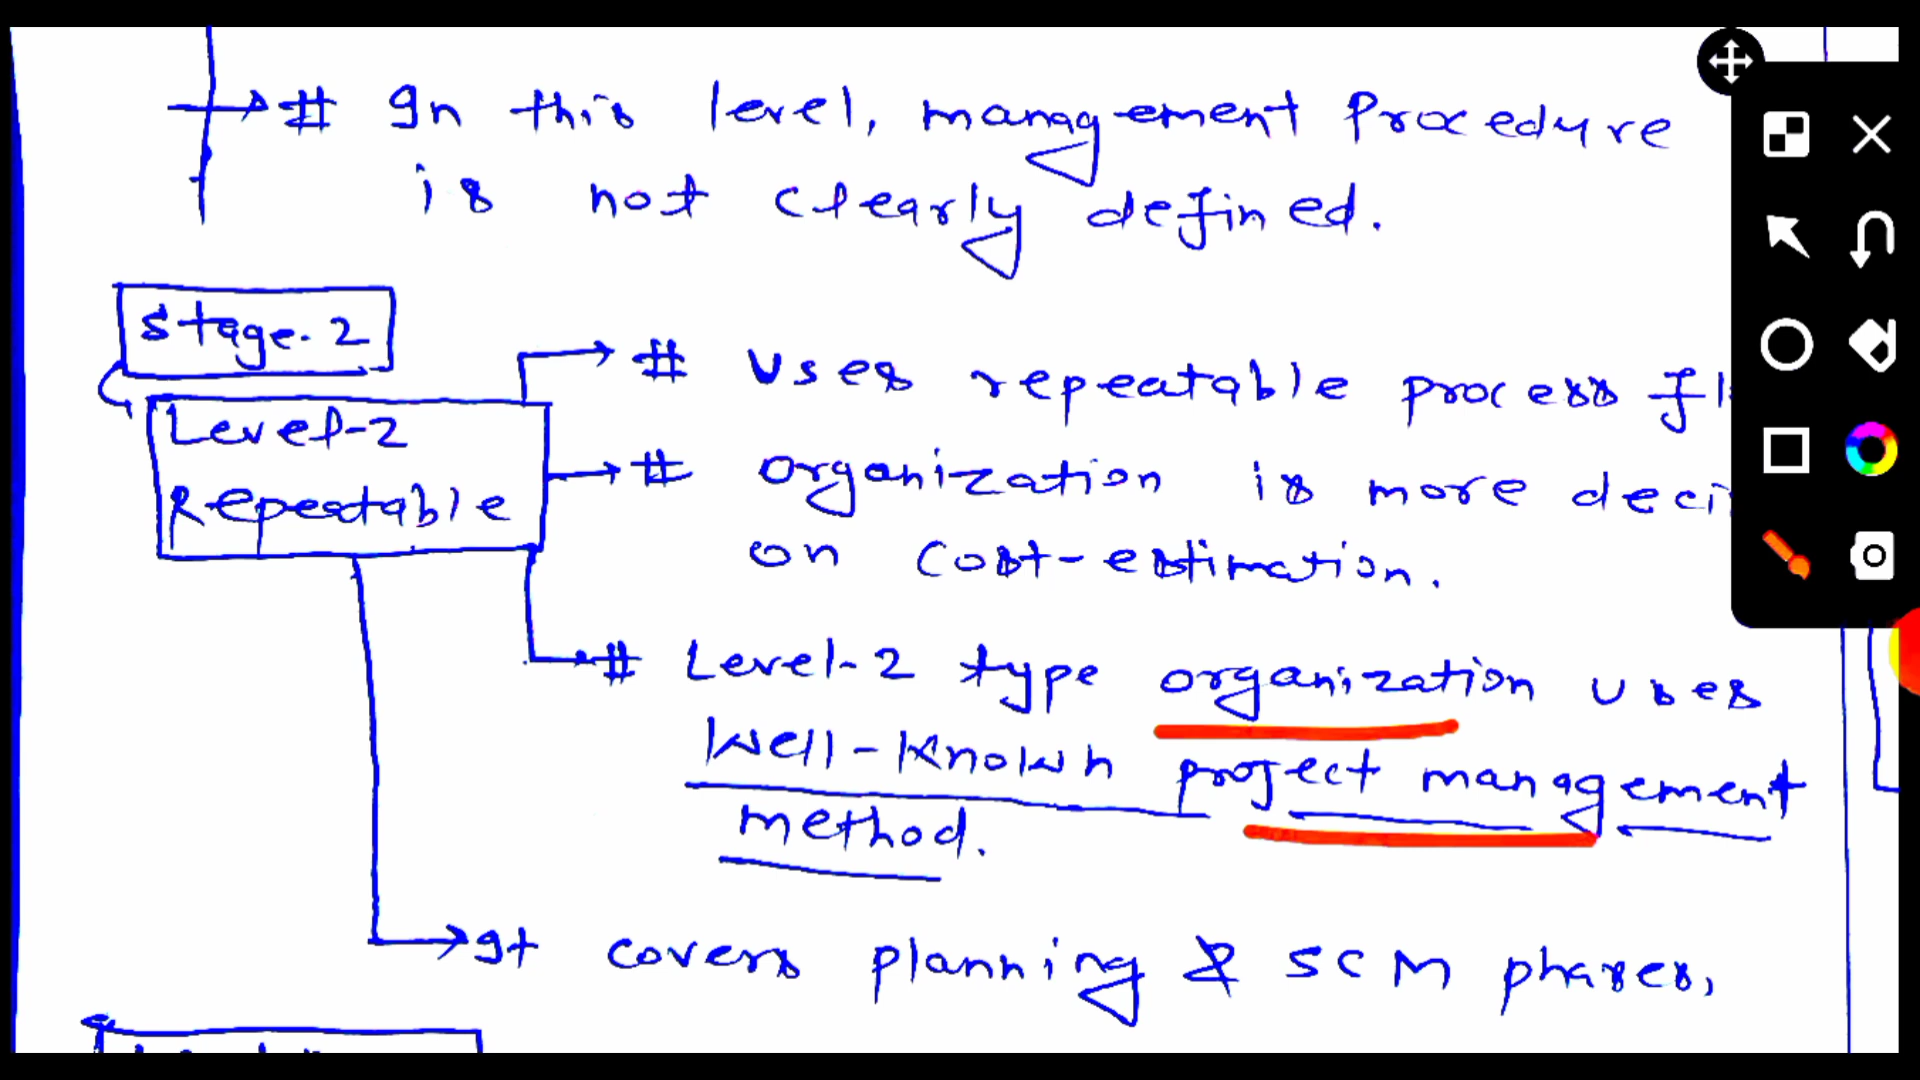 # In this level, management Procedure
is not clearly defined.
Stage-2
Level-2
Repeatable
# Uses repeatable process
# organization is more
on cost-estimation.
# Level-2 type organization uses
well-known project management
method.
It covers planning & SCM phases,